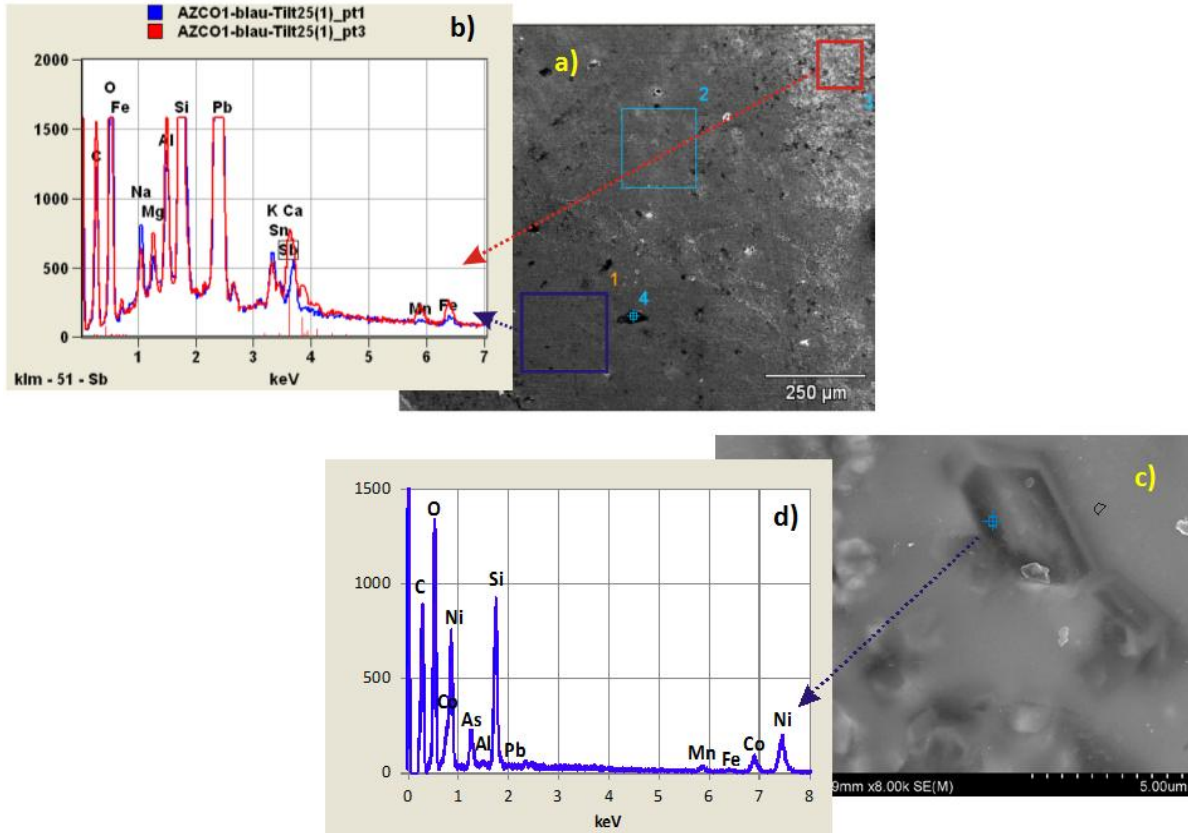 AZCO1-blau-Tilt25(1)_pt1
AZCO1-blau-Tilt25(1)_pt3
b)
2000
1500
1000
500
0
O
Fe
Si
Pb
C
Al
Na
Mg
K Ca
Sn
Sb
Mn Fe
1 2 3 4 5 6 7
klm - 51 - Sb
keV
a)
2
3
1
4
250 µm
d)
1500
1000
500
0
O
C
Ni
Si
Co
As
Al
Pb
Mn
Fe
Co
Ni
0 1 2 3 4 5 6 7 8
keV
c)
9mm x8.00k SE(M)
5.00um